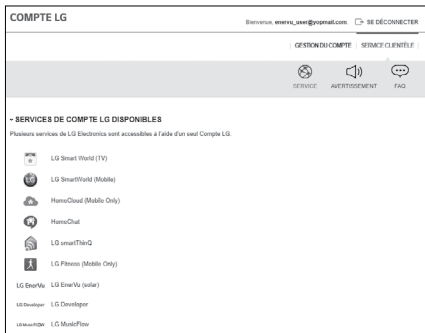 COMPTE LG
Bienvenue, enervu_user@yopmail.com SE DÉCONNECTER
GESTION DU COMPTE | SERVICE CLIENTÈLE
SERVICE AVERTISSEMENT FAQ
SERVICES DE COMPTE LG DISPONIBLES
Plusieurs services de LG Electronics sont accessibles à l'aide d'un seul Compte LG.
LG Smart World (TV)
LG SmartWorld (Mobile)
HomeCloud (Mobile Only)
HomeChat
LG smartThinQ
LG Fitness (Mobile Only)
LG EnerVu LG EnerVu (solar)
LG Developer LG Developer
LG MusicFlow LG MusicFlow